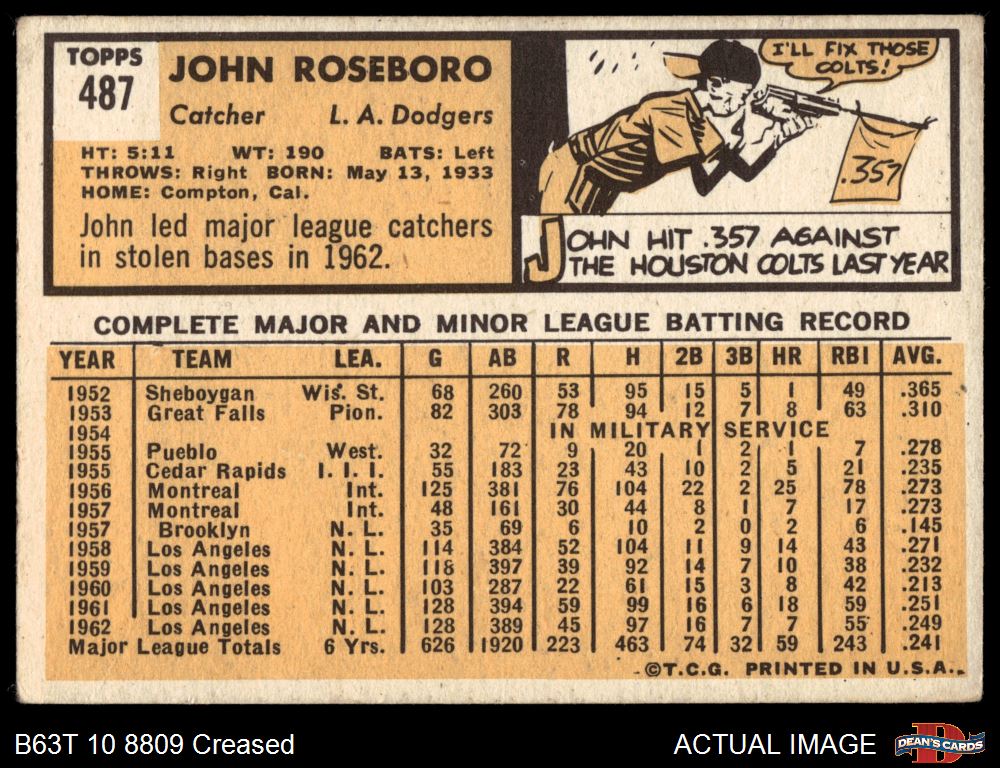 TOPPS
487
JOHN ROSEBORO
Catcher L. A. Dodgers
HT: 5:11 WT: 190 BATS: Left
THROWS: Right BORN: May 13, 1933
HOME: Compton, Cal.
John led major league catchers
in stolen bases in 1962.
I'LL FIX THOSE
COLTS!
.357
JOHN HIT .357 AGAINST
THE HOUSTON COLTS LAST YEAR
COMPLETE MAJOR AND MINOR LEAGUE BATTING RECORD
YEAR TEAM LEA. G AB R H 2B 3B HR RBI AVG.
1952 Sheboygan Wis. St. 68 260 53 95 15 5 1 49 .365
1953 Great Falls Pion. 82 303 78 94 12 7 8 63 .310
1954 IN MILITARY SERVICE
1955 Pueblo West. 32 72 9 20 1 2 1 7 .278
1955 Cedar Rapids I. I. I. 55 183 23 43 10 2 5 21 .235
1956 Montreal Int. 125 381 76 104 22 2 25 78 .273
1957 Montreal Int. 48 161 30 44 8 1 7 17 .273
1957 Brooklyn N. L. 35 69 6 10 2 0 2 6 .145
1958 Los Angeles N. L. 114 384 52 104 11 9 14 43 .271
1959 Los Angeles N. L. 118 397 39 92 14 7 10 38 .232
1960 Los Angeles N. L. 103 287 22 61 15 3 8 42 .213
1961 Los Angeles N. L. 128 394 59 99 16 6 18 59 .251
1962 Los Angeles N. L. 128 389 45 97 16 7 7 55 .249
Major League Totals 6 Yrs. 626 1920 223 463 74 32 59 243 .241
©T.C.G. PRINTED IN U.S.A.
B63T 10 8809 Creased ACTUAL IMAGE
DEAN'S CARDS